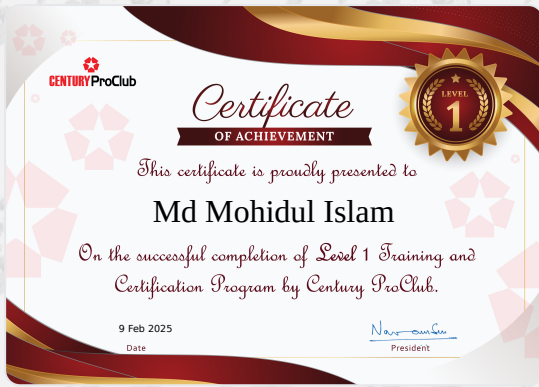 CENTURY ProClub
LEVEL
1
Certificate
OF ACHIEVEMENT
This certificate is proudly presented to
Md Mohidul Islam
On the successful completion of Level 1 Training and
Certification Program by Century ProClub.
9 Feb 2025
Date
President